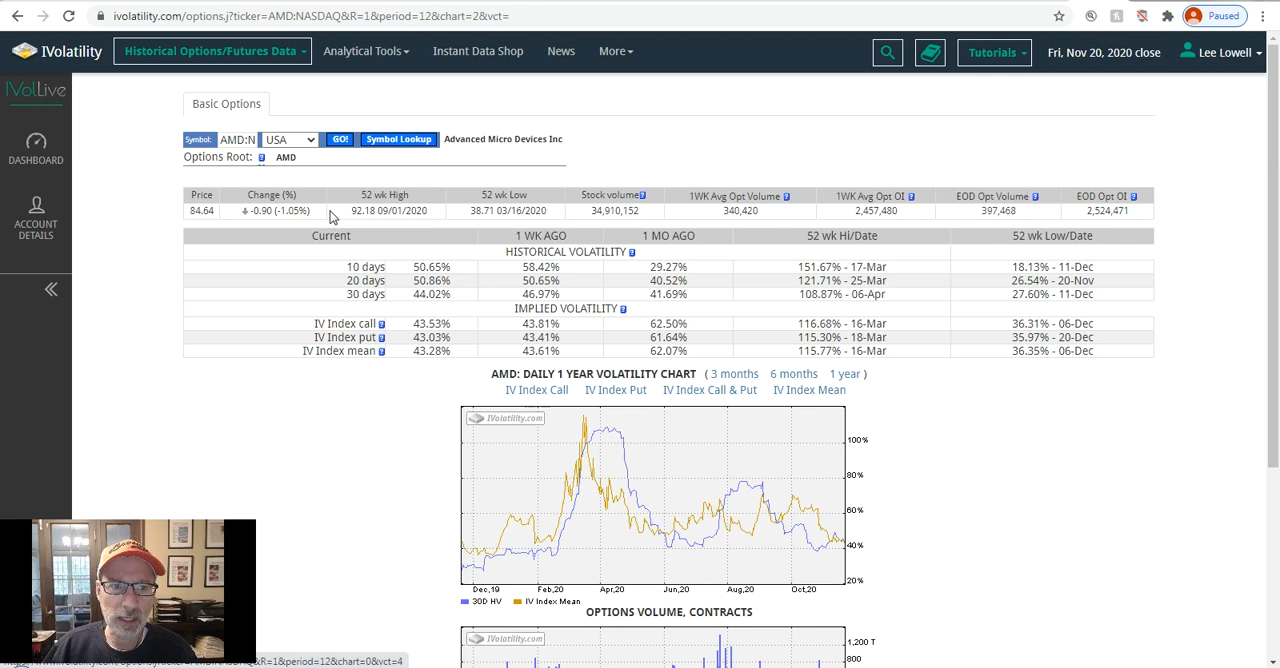 ivolatility.com/options.j?ticker=AMD:NASDAQ&R=1&period=12&chart=2&vct=
Paused
IVolatility Historical Options/Futures Data Analytical Tools Instant Data Shop News More Tutorials Fri, Nov 20, 2020 close Lee Lowell
IVolLive
DASHBOARD
ACCOUNT
DETAILS
Basic Options
Symbol: AMD:N USA GO! Symbol Lookup Advanced Micro Devices Inc
Options Root: ? AMD
Price Change (%) 52 wk High 52 wk Low Stock volume? 1WK Avg Opt Volume ? 1WK Avg Opt OI ? EOD Opt Volume ? EOD Opt OI ?
84.64 -0.90 (-1.05%) 92.18 09/01/2020 38.71 03/16/2020 34,910,152 340,420 2,457,480 397,468 2,524,471
Current 1 WK AGO 1 MO AGO 52 wk Hi/Date 52 wk Low/Date
HISTORICAL VOLATILITY ?
10 days 50.65% 58.42% 29.27% 151.67% - 17-Mar 18.13% - 11-Dec
20 days 50.86% 50.65% 40.52% 121.71% - 25-Mar 26.54% - 20-Nov
30 days 44.02% 46.97% 41.69% 108.87% - 06-Apr 27.60% - 11-Dec
IMPLIED VOLATILITY ?
IV Index call ? 43.53% 43.81% 62.50% 116.68% - 16-Mar 36.31% - 06-Dec
IV Index put ? 43.03% 43.41% 61.64% 115.30% - 18-Mar 35.97% - 20-Dec
IV Index mean ? 43.28% 43.61% 62.07% 115.77% - 16-Mar 36.35% - 06-Dec
AMD: DAILY 1 YEAR VOLATILITY CHART ( 3 months 6 months 1 year )
IV Index Call IV Index Put IV Index Call & Put IV Index Mean
IVolatility.com
100%
80%
60%
40%
20%
Dec,19 Feb,20 Apr,20 Jun,20 Aug,20 Oct,20
30D HV IV Index Mean
OPTIONS VOLUME, CONTRACTS
IVolatility.com
1,200 T
800